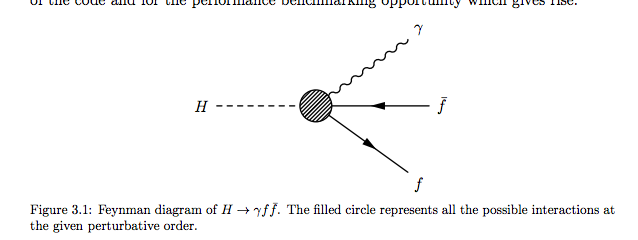 of the code and for the performance benchmarking opportunity which gives rise.
γ
H
f̄
f
Figure 3.1: Feynman diagram of H → γf f̄. The filled circle represents all the possible interactions at
the given perturbative order.